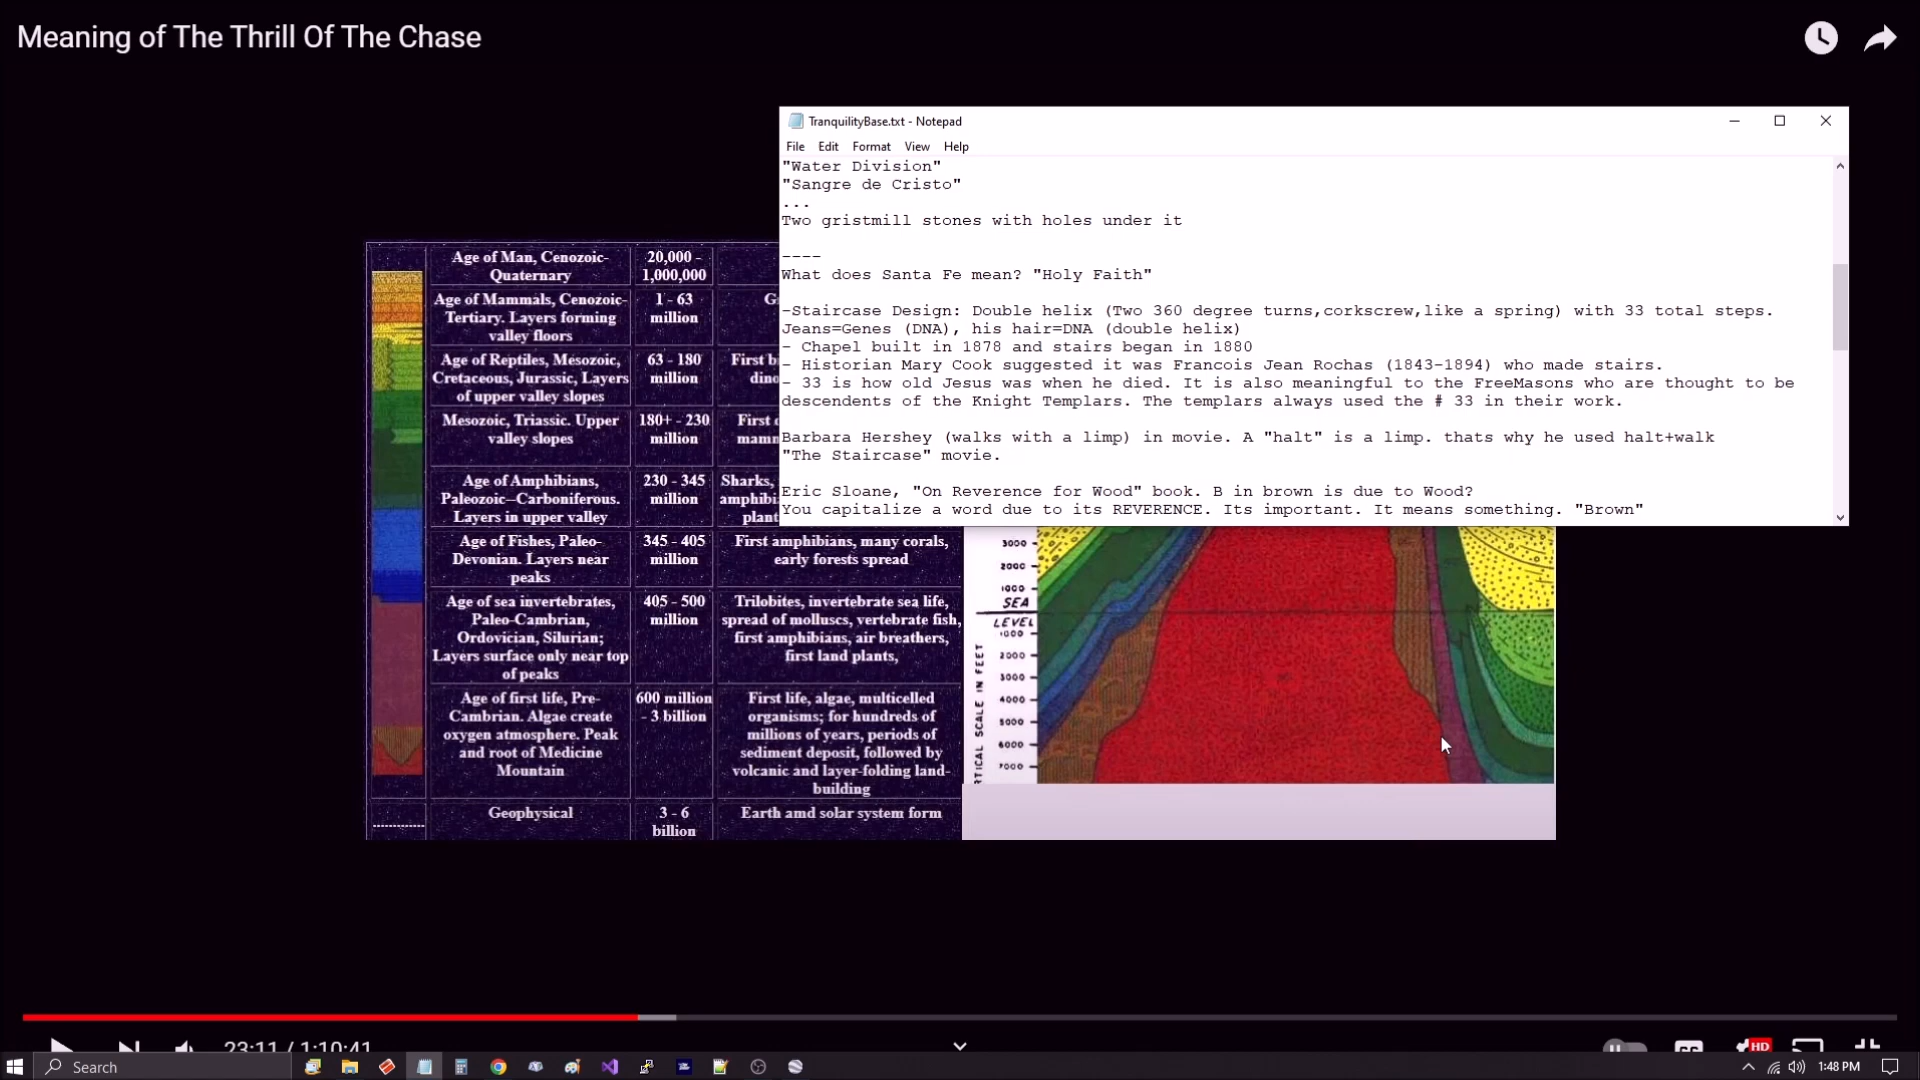 Meaning of The Thrill Of The Chase
TranquilityBase.txt - Notepad
File Edit Format View Help
"Water Division"
"Sangre de Cristo"
...
Two gristmill stones with holes under it
----
What does Santa Fe mean? "Holy Faith"
-Staircase Design: Double helix (Two 360 degree turns,corkscrew,like a spring) with 33 total steps.
Jeans=Genes (DNA), his hair=DNA (double helix)
- Chapel built in 1878 and stairs began in 1880
- Historian Mary Cook suggested it was Francois Jean Rochas (1843-1894) who made stairs.
- 33 is how old Jesus was when he died. It is also meaningful to the FreeMasons who are thought to be
descendents of the Knight Templars. The templars always used the # 33 in their work.
Barbara Hershey (walks with a limp) in movie. A "halt" is a limp. thats why he used halt+walk
"The Staircase" movie.
Eric Sloane, "On Reverence for Wood" book. B in brown is due to Wood?
You capitalize a word due to its REVERENCE. Its important. It means something. "Brown"
Age of Man, Cenozoic-
Quaternary
20,000 -
1,000,000
Age of Mammals, Cenozoic-
Tertiary. Layers forming
valley floors
1 - 63
million
Age of Reptiles, Mesozoic,
Cretaceous, Jurassic, Layers
of upper valley slopes
63 - 180
million
First b
dino
Mesozoic, Triassic. Upper
valley slopes
180+ - 230
million
First
mamm
Age of Amphibians,
Paleozoic--Carboniferous.
Layers in upper valley
230 - 345
million
Sharks,
amphibi
plant
Age of Fishes, Paleo-
Devonian. Layers near
peaks
345 - 405
million
First amphibians, many corals,
early forests spread
Age of sea invertebrates,
Paleo-Cambrian,
Ordovician, Silurian;
Layers surface only near top
of peaks
405 - 500
million
Trilobites, invertebrate sea life,
spread of molluscs, vertebrate fish,
first amphibians, air breathers,
first land plants,
Age of first life, Pre-
Cambrian. Algae create
oxygen atmosphere. Peak
and root of Medicine
Mountain
600 million
- 3 billion
First life, algae, multicelled
organisms; for hundreds of
millions of years, periods of
sediment deposit, followed by
volcanic and layer-folding land-
building
Geophysical
3 - 6
billion
Earth amd solar system form
3000
2000
1000
SEA
LEVEL
1000
2000
3000
4000
5000
6000
7000
SCALE IN FEET
23:11 / 1:10:41
CC
HD
Search
1:48 PM